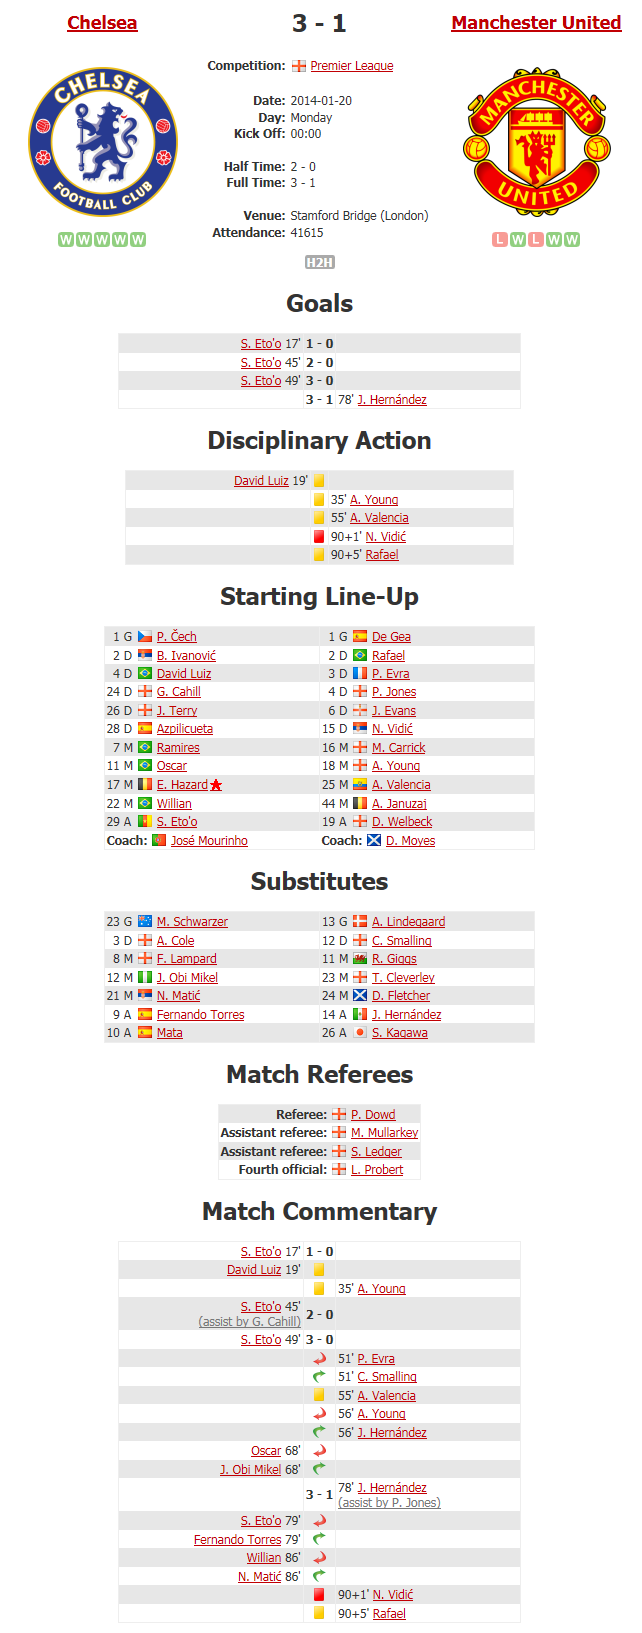 Chelsea 3 - 1 Manchester United
CHELSEA
FOOTBALL CLUB
MANCHESTER
UNITED
Competition: Premier League
Date: 2014-01-20
Day: Monday
Kick Off: 00:00
Half Time: 2 - 0
Full Time: 3 - 1
Venue: Stamford Bridge (London)
Attendance: 41615
W W W W W L W L W W
H2H
Goals
S. Eto'o 17' 1 - 0
S. Eto'o 45' 2 - 0
S. Eto'o 49' 3 - 0
3 - 1 78' J. Hernández
Disciplinary Action
David Luiz 19'
35' A. Young
55' A. Valencia
90+1' N. Vidić
90+5' Rafael
Starting Line-Up
1 G P. Čech 1 G De Gea
2 D B. Ivanović 2 D Rafael
4 D David Luiz 3 D P. Evra
24 D G. Cahill 4 D P. Jones
26 D J. Terry 6 D J. Evans
28 D Azpilicueta 15 D N. Vidić
7 M Ramires 16 M M. Carrick
11 M Oscar 18 M A. Young
17 M E. Hazard 25 M A. Valencia
22 M Willian 44 M A. Januzaj
29 A S. Eto'o 19 A D. Welbeck
Coach: José Mourinho Coach: D. Moyes
Substitutes
23 G M. Schwarzer 13 G A. Lindegaard
3 D A. Cole 12 D C. Smalling
8 M F. Lampard 11 M R. Giggs
12 M J. Obi Mikel 23 M T. Cleverley
21 M N. Matić 24 M D. Fletcher
9 A Fernando Torres 14 A J. Hernández
10 A Mata 26 A S. Kagawa
Match Referees
Referee: P. Dowd
Assistant referee: M. Mullarkey
Assistant referee: S. Ledger
Fourth official: L. Probert
Match Commentary
S. Eto'o 17' 1 - 0
David Luiz 19'
35' A. Young
S. Eto'o 45' 2 - 0
(assist by G. Cahill)
S. Eto'o 49' 3 - 0
51' P. Evra
51' C. Smalling
55' A. Valencia
56' A. Young
56' J. Hernández
Oscar 68'
J. Obi Mikel 68'
3 - 1 78' J. Hernández
(assist by P. Jones)
S. Eto'o 79'
Fernando Torres 79'
Willian 86'
N. Matić 86'
90+1' N. Vidić
90+5' Rafael